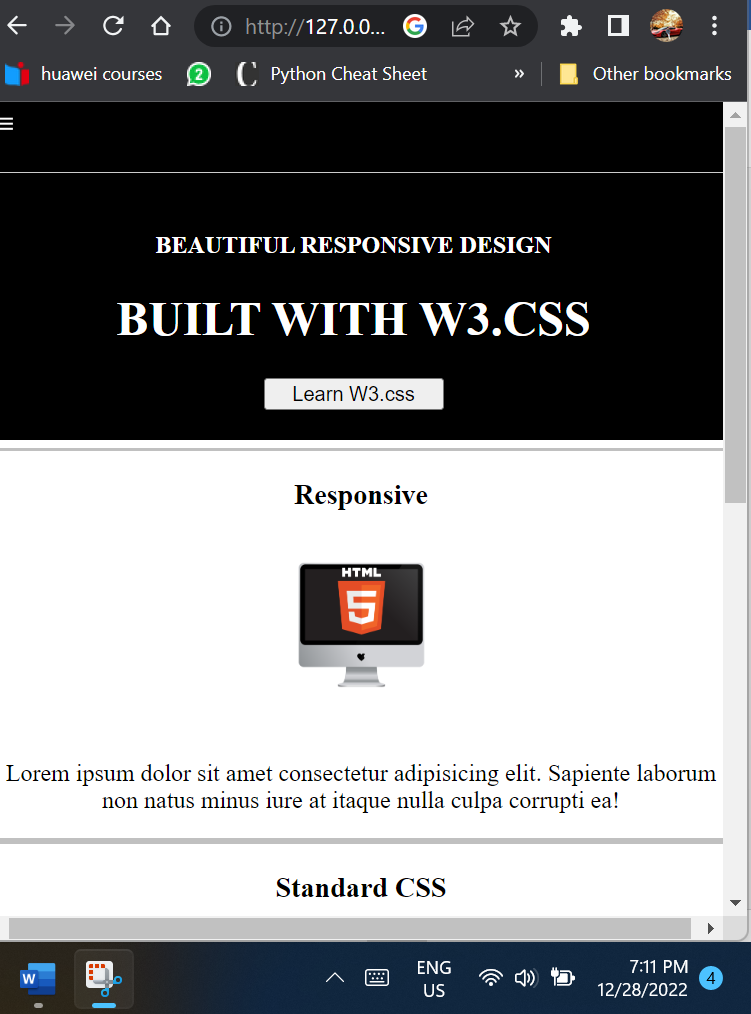 http://127.0.0...
huawei courses
2
Python Cheat Sheet
»
Other bookmarks
BEAUTIFUL RESPONSIVE DESIGN
BUILT WITH W3.CSS
Learn W3.css
Responsive
HTML
5
Lorem ipsum dolor sit amet consectetur adipisicing elit. Sapiente laborum
non natus minus iure at itaque nulla culpa corrupti ea!
Standard CSS
W
ENG
US
7:11 PM
12/28/2022
4